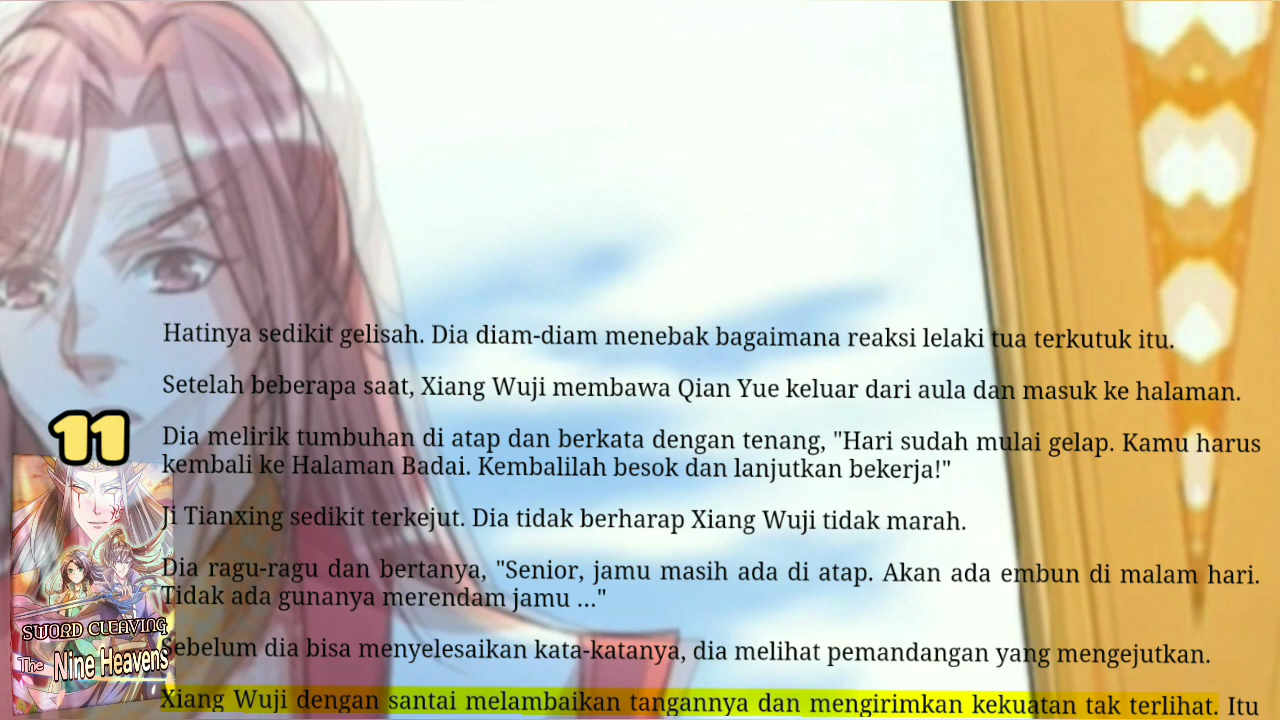 Hatinya sedikit gelisah. Dia diam-diam menebak bagaimana reaksi lelaki tua terkutuk itu.
Setelah beberapa saat, Xiang Wuji membawa Qian Yue keluar dari aula dan masuk ke halaman.
Dia melirik tumbuhan di atap dan berkata dengan tenang, "Hari sudah mulai gelap. Kamu harus
kembali ke Halaman Badai. Kembalilah besok dan lanjutkan bekerja!"
Ji Tianxing sedikit terkejut. Dia tidak berharap Xiang Wuji tidak marah.
Dia ragu-ragu dan bertanya, "Senior, jamu masih ada di atap. Akan ada embun di malam hari.
Tidak ada gunanya merendam jamu ..."
Sebelum dia bisa menyelesaikan kata-katanya, dia melihat pemandangan yang mengejutkan.
Xiang Wuji dengan santai melambaikan tangannya dan mengirimkan kekuatan tak terlihat. Itu
11
SWORD CLEAVING
The Nine Heavens